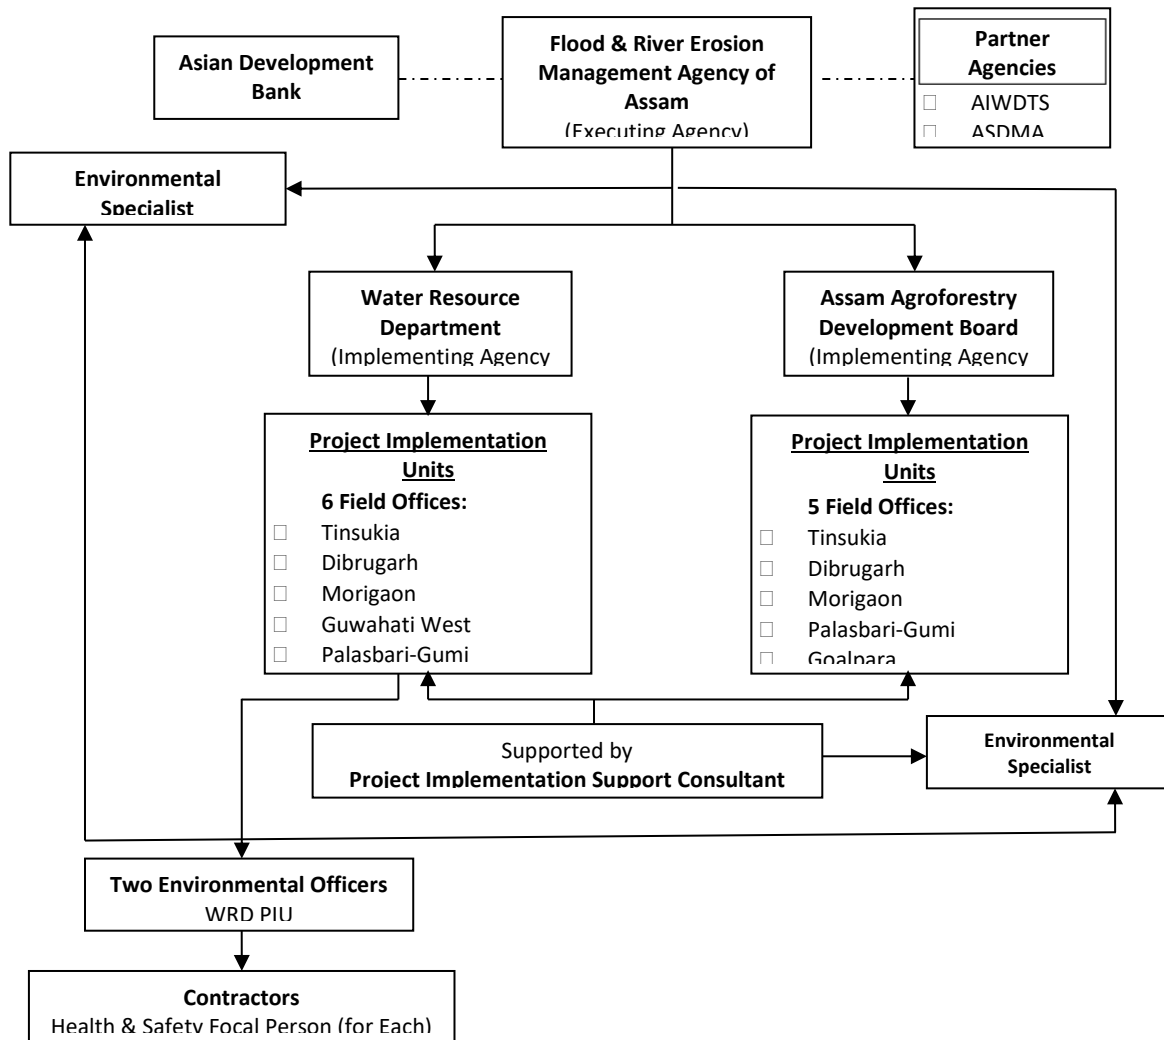 Asian Development
Bank
Flood & River Erosion
Management Agency of
Assam
(Executing Agency)
Partner
Agencies
AIWDTS
ASDMA
Environmental
Specialist
Water Resource
Department
(Implementing Agency
Assam Agroforestry
Development Board
(Implementing Agency
Project Implementation
Units
6 Field Offices:
Tinsukia
Dibrugarh
Morigaon
Guwahati West
Palasbari-Gumi
Project Implementation
Units
5 Field Offices:
Tinsukia
Dibrugarh
Morigaon
Palasbari-Gumi
Goalpara
Supported by
Project Implementation Support Consultant
Environmental
Specialist
Two Environmental Officers
WRD PIU
Contractors
Health & Safety Focal Person (for Each)